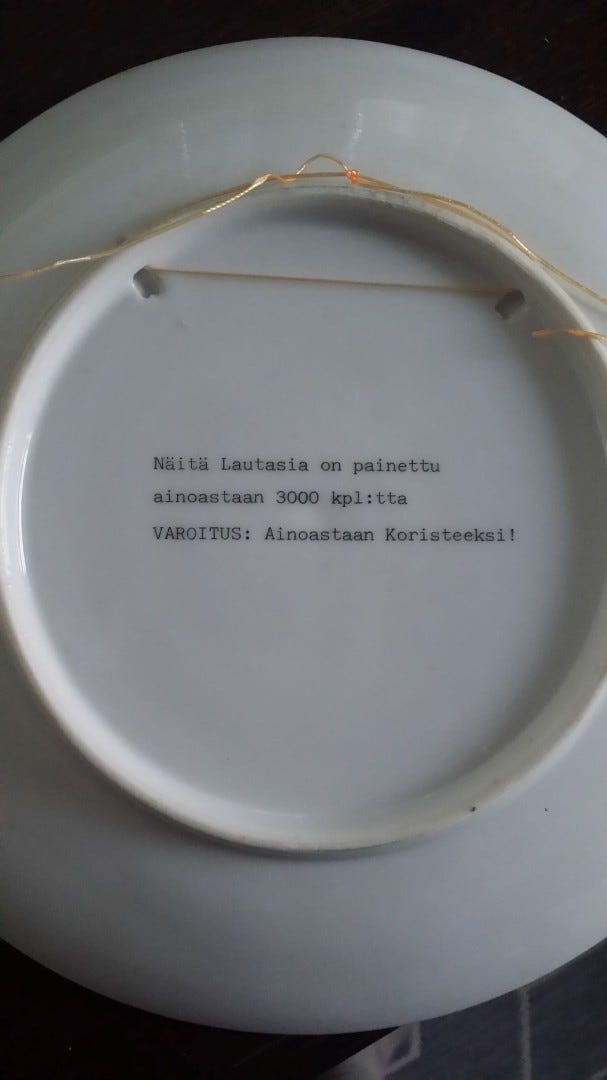 Näitä Lautasia on painettu
ainoastaan 3000 kpl:tta
VAROITUS: Ainoastaan Koristeeksi!